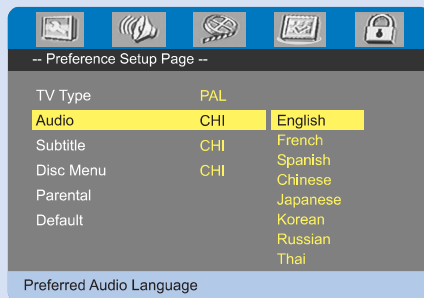 -- Preference Setup Page --
TV Type PAL
Audio CHI English
Subtitle CHI French
Spanish
Disc Menu CHI Chinese
Parental Japanese
Default Korean
Russian
Thai
Preferred Audio Language